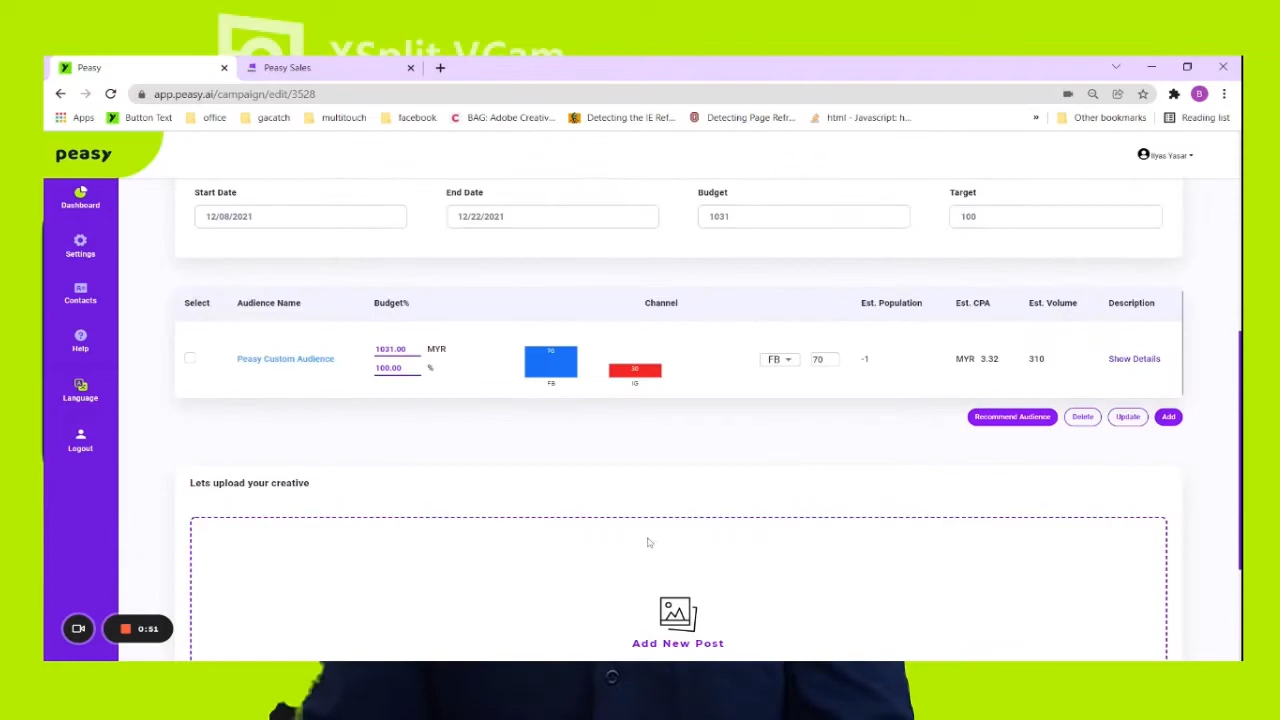 XSplit VCam
Peasy
Peasy Sales
app.peasy.ai/campaign/edit/3528
B
Apps
Button Text
office
gacatch
multitouch
facebook
BAG: Adobe Creativ...
Detecting the IE Ref...
Detecting Page Refr...
html - Javascript: h...
»
Other bookmarks
Reading list
peasy
Ilyas Yasar
Dashboard
Settings
Contacts
Help
Language
Logout
Start Date
End Date
Budget
Target
12/08/2021
12/22/2021
1031
100
Select
Audience Name
Budget%
Channel
Est. Population
Est. CPA
Est. Volume
Description
Peasy Custom Audience
1031.00 MYR
100.00 %
70
FB
30
IG
FB
70
-1
MYR 3.32
310
Show Details
Recommend Audience
Delete
Update
Add
Lets upload your creative
Add New Post
0:51